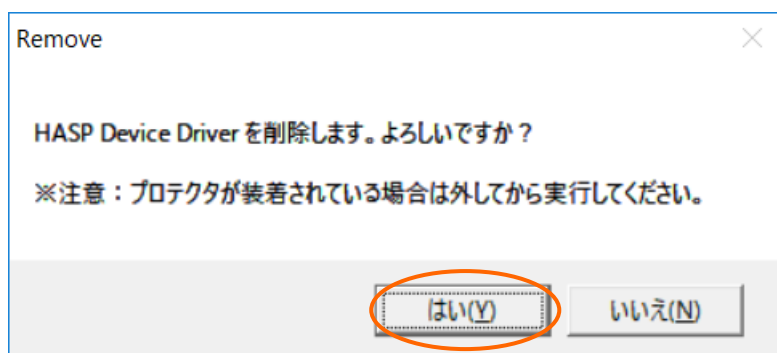 Remove
HASP Device Driver を削除します。よろしいですか？
※注意：プロテクタが装着されている場合は外してから実行してください。
はい(Y)
いいえ(N)